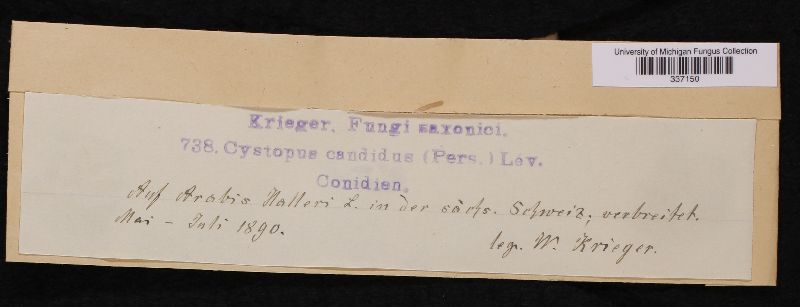 University of Michigan Fungus Collection
337150
Krieger, Fungi saxonici.
738. Cystopus candidus (Pers.) Lev.
Conidien.
Auf Arabis Halleri L. in der sächs. Schweiz, verbreitet.
Mai - Juli 1890.
leg. W. Krieger.